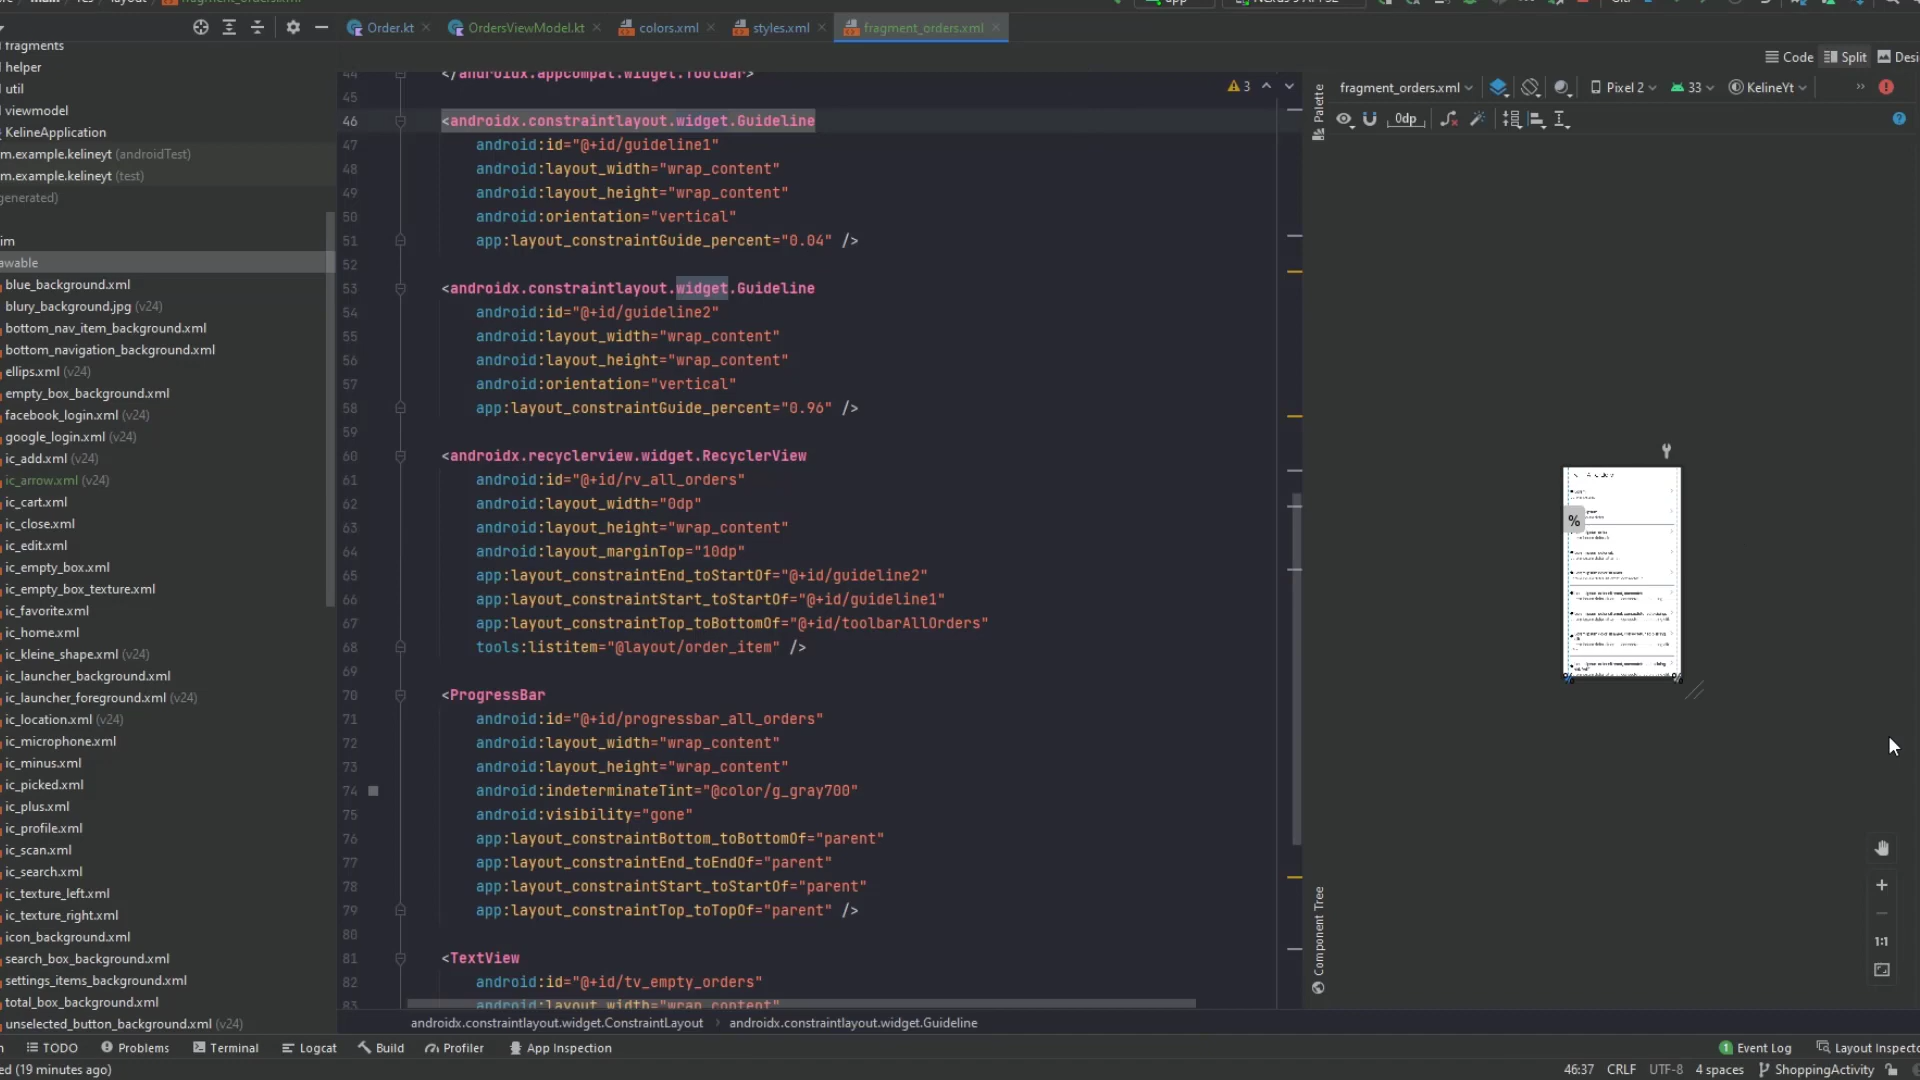 Order.kt
OrdersViewModel.kt
colors.xml
styles.xml
fragment_orders.xml
Code
Split
fragments
helper
util
viewmodel
KelineApplication
m.example.kelineyt (androidTest)
m.example.kelineyt (test)
generated)
im
awable
blue_background.xml
blury_background.jpg (v24)
bottom_nav_item_background.xml
bottom_navigation_background.xml
ellips.xml (v24)
empty_box_background.xml
facebook_login.xml (v24)
google_login.xml (v24)
ic_add.xml (v24)
ic_arrow.xml (v24)
ic_cart.xml
ic_close.xml
ic_edit.xml
ic_empty_box.xml
ic_empty_box_texture.xml
ic_favorite.xml
ic_home.xml
ic_kleine_shape.xml (v24)
ic_launcher_background.xml
ic_launcher_foreground.xml (v24)
ic_location.xml (v24)
ic_microphone.xml
ic_minus.xml
ic_picked.xml
ic_plus.xml
ic_profile.xml
ic_scan.xml
ic_search.xml
ic_texture_left.xml
ic_texture_right.xml
icon_background.xml
search_box_background.xml
settings_items_background.xml
total_box_background.xml
unselected_button_background.xml (v24)
44 </androidx.appcompat.widget.Toolbar>
45
46 <androidx.constraintlayout.widget.Guideline
47 android:id="@+id/guideline1"
48 android:layout_width="wrap_content"
49 android:layout_height="wrap_content"
50 android:orientation="vertical"
51 app:layout_constraintGuide_percent="0.04" />
52
53 <androidx.constraintlayout.widget.Guideline
54 android:id="@+id/guideline2"
55 android:layout_width="wrap_content"
56 android:layout_height="wrap_content"
57 android:orientation="vertical"
58 app:layout_constraintGuide_percent="0.96" />
59
60 <androidx.recyclerview.widget.RecyclerView
61 android:id="@+id/rv_all_orders"
62 android:layout_width="0dp"
63 android:layout_height="wrap_content"
64 android:layout_marginTop="10dp"
65 app:layout_constraintEnd_toStartOf="@+id/guideline2"
66 app:layout_constraintStart_toStartOf="@+id/guideline1"
67 app:layout_constraintTop_toBottomOf="@+id/toolbarAllOrders"
68 tools:listitem="@layout/order_item" />
69
70 <ProgressBar
71 android:id="@+id/progressbar_all_orders"
72 android:layout_width="wrap_content"
73 android:layout_height="wrap_content"
74 android:indeterminateTint="@color/g_gray700"
75 android:visibility="gone"
76 app:layout_constraintBottom_toBottomOf="parent"
77 app:layout_constraintEnd_toEndOf="parent"
78 app:layout_constraintStart_toStartOf="parent"
79 app:layout_constraintTop_toTopOf="parent" />
80
81 <TextView
82 android:id="@+id/tv_empty_orders"
83 android:layout_width="wrap_content"
3
Palette
fragment_orders.xml
Pixel 2
33
KelineYt
0dp
%
1:1
Component Tree
androidx.constraintlayout.widget.ConstraintLayout
androidx.constraintlayout.widget.Guideline
TODO
Problems
Terminal
Logcat
Build
Profiler
App Inspection
1 Event Log
Layout Inspecto
ed (19 minutes ago)
46:37
CRLF
UTF-8
4 spaces
ShoppingActivity